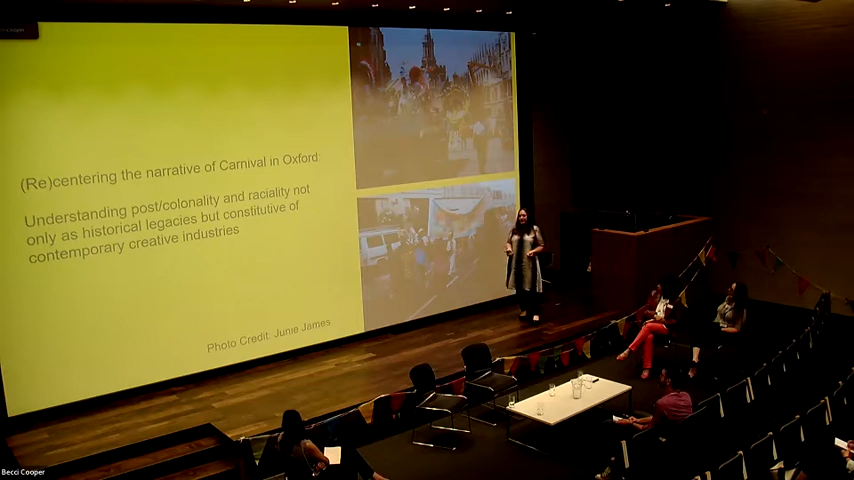 Cooper
(Re)centering the narrative of Carnival in Oxford:
Understanding post/colonality and raciality not
only as historical legacies but constitutive of
contemporary creative industries
Photo Credit: Junie James
Becci Cooper